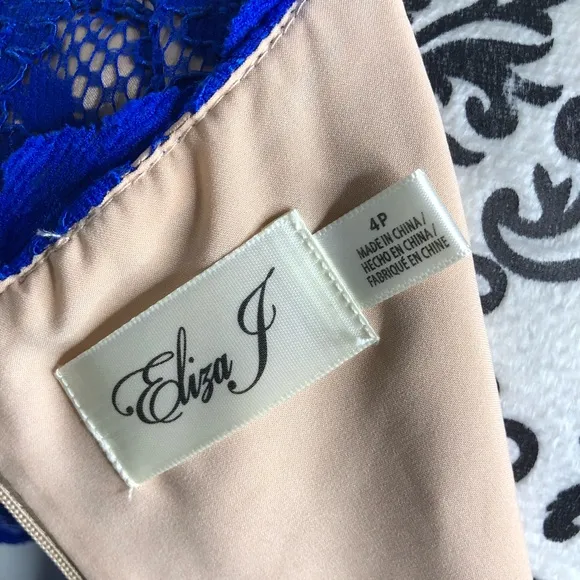 Eliza J
4P
MADE IN CHINA/
HECHO EN CHINA/
FABRIQUÉ EN CHINE